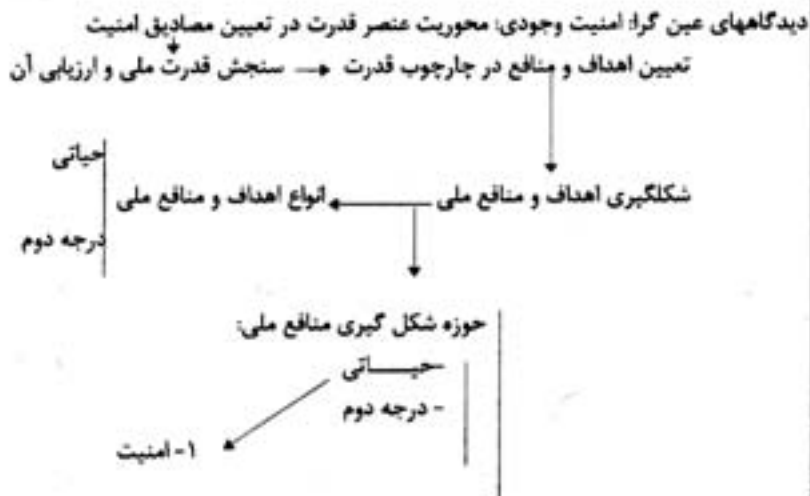 دیدگاههای عین گرا: امنیت وجودی: محوریت عنصر قدرت در تعیین مصادیق امنیت
تعیین اهداف و منافع در چارچوب قدرت → سنجش قدرت ملی و ارزیابی آن
حیاتی
شکلگیری اهداف و منافع ملی ← انواع اهداف و منافع ملی
درجه دوم
حوزه شکل گیری منافع ملی:
-حیـــــاتی
- درجه دوم
۱- امنیت